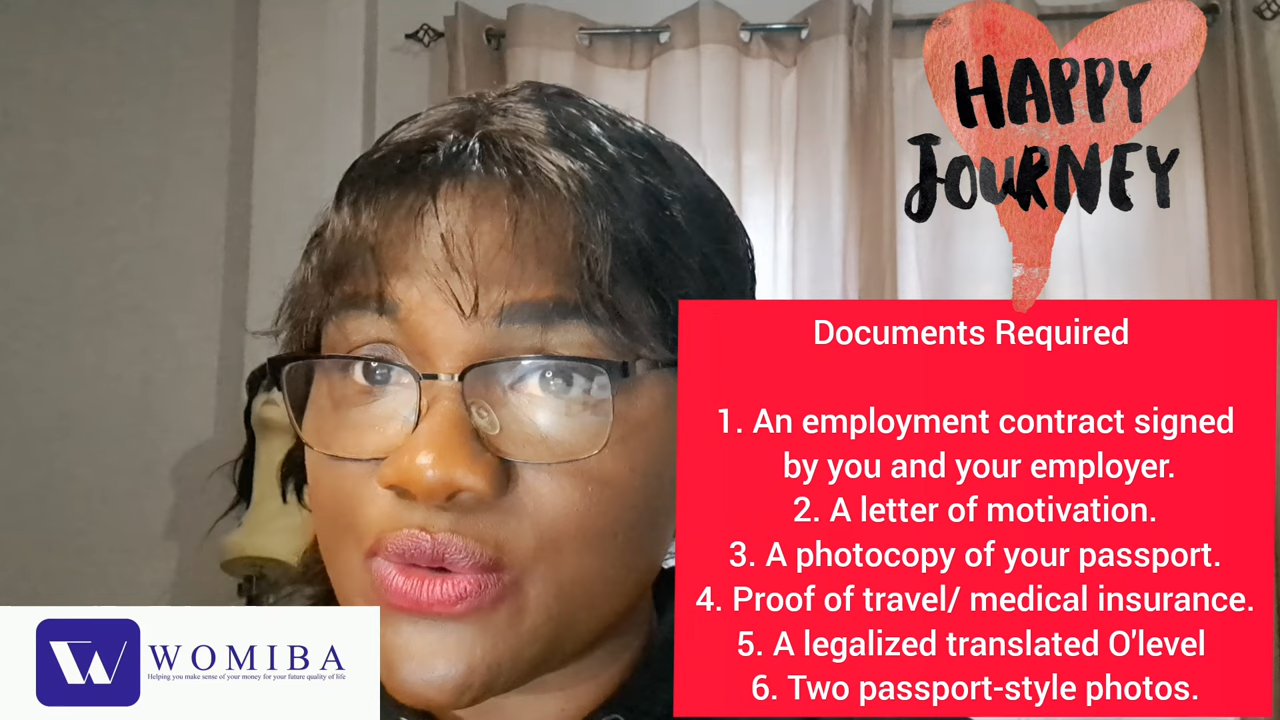 HAPPY
JOURNEY
Documents Required
1. An employment contract signed
by you and your employer.
2. A letter of motivation.
3. A photocopy of your passport.
4. Proof of travel/ medical insurance.
5. A legalized translated O'level
6. Two passport-style photos.
W
WOMIBA
Helping you make sense of your money for your future quality of life